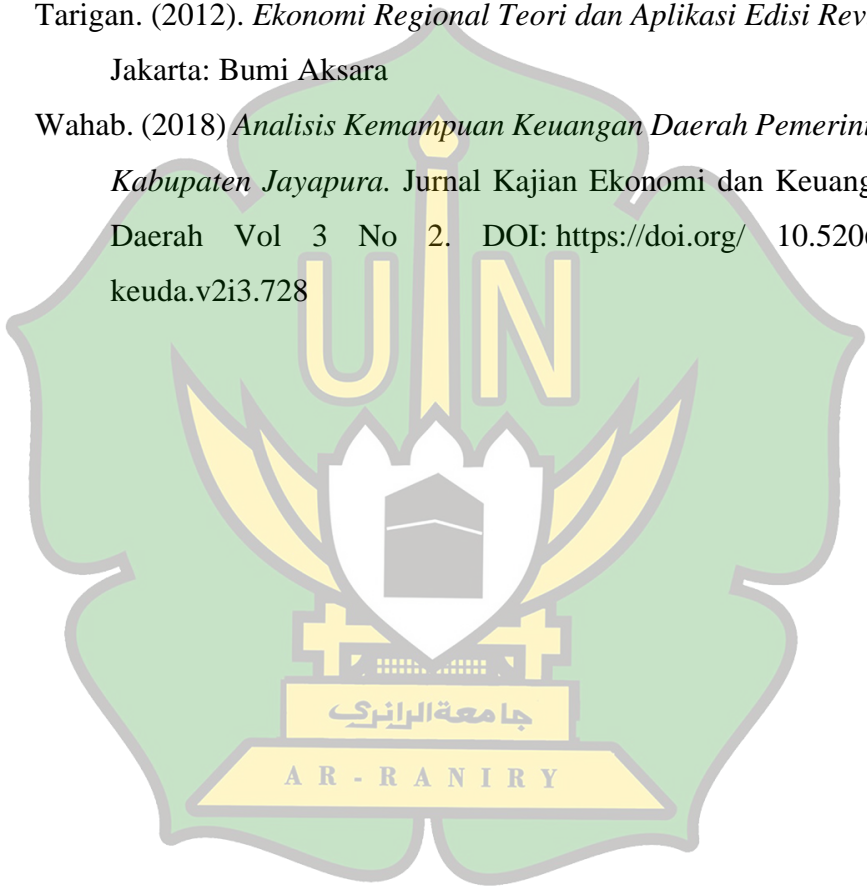 Tarigan. (2012). Ekonomi Regional Teori dan Aplikasi Edisi Rev
Jakarta: Bumi Aksara
Wahab. (2018) Analisis Kemampuan Keuangan Daerah Pemerin
Kabupaten Jayapura. Jurnal Kajian Ekonomi dan Keuang
Daerah Vol 3 No 2. DOI: https://doi.org/ 10.520
keuda.v2i3.728
UIN
جامعة الرانري
AR-RANIRY